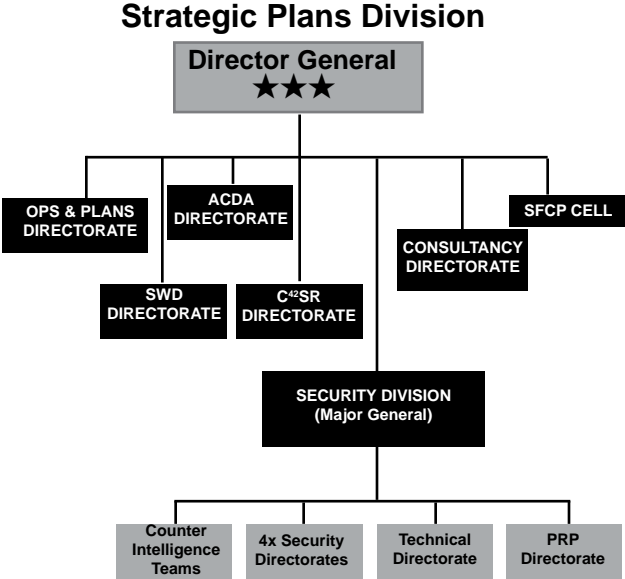 Strategic Plans Division
Director General
★★★
OPS & PLANS
DIRECTORATE
ACDA
DIRECTORATE
SFCP CELL
CONSULTANCY
DIRECTORATE
SWD
DIRECTORATE
C⁴²SR
DIRECTORATE
SECURITY DIVISION
(Major General)
Counter
Intelligence
Teams
4x Security
Directorates
Technical
Directorate
PRP
Directorate